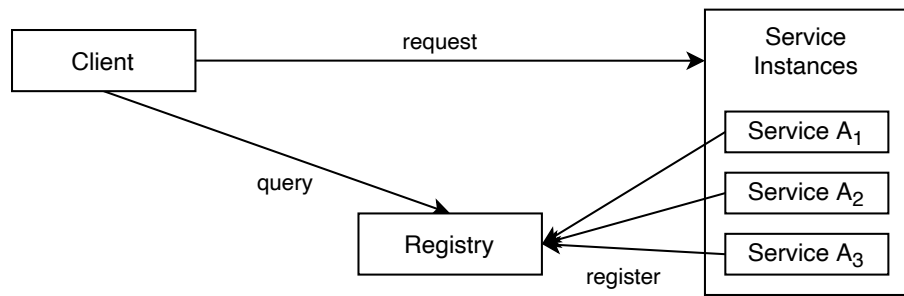 request
Client
Service
Instances
Service A₁
query
Service A₂
Registry
Service A₃
register